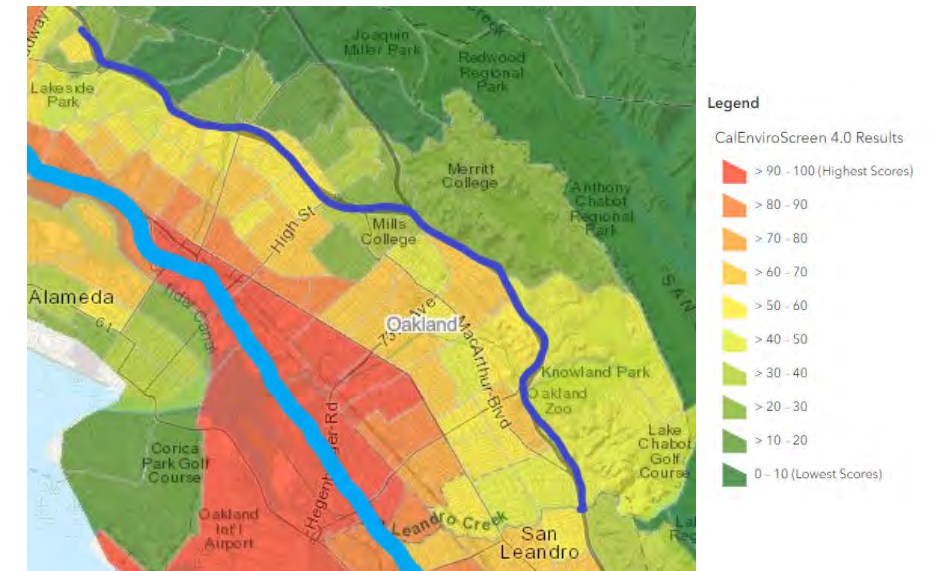 Joaquin
Miller Park
Creek
Redwood
Regional
Park
Lakeside
Park
Merritt
College
Anthony
Chabot
Regional
Park
High St
Mills
College
SAN
Alameda
61
Oakland
73rd Ave
MacArthur-Blvd
Knowland Park
Oakland
Zoo
Lake
Chabot
Golf
Course
Corica
Park Golf
Course
Oakland
Int'l
Airport
Leandro Creek
San
Leandro
Legend
CalEnviroScreen 4.0 Results
> 90 - 100 (Highest Scores)
> 80 - 90
> 70 - 80
> 60 - 70
> 50 - 60
> 40 - 50
> 30 - 40
> 20 - 30
> 10 - 20
0 - 10 (Lowest Scores)